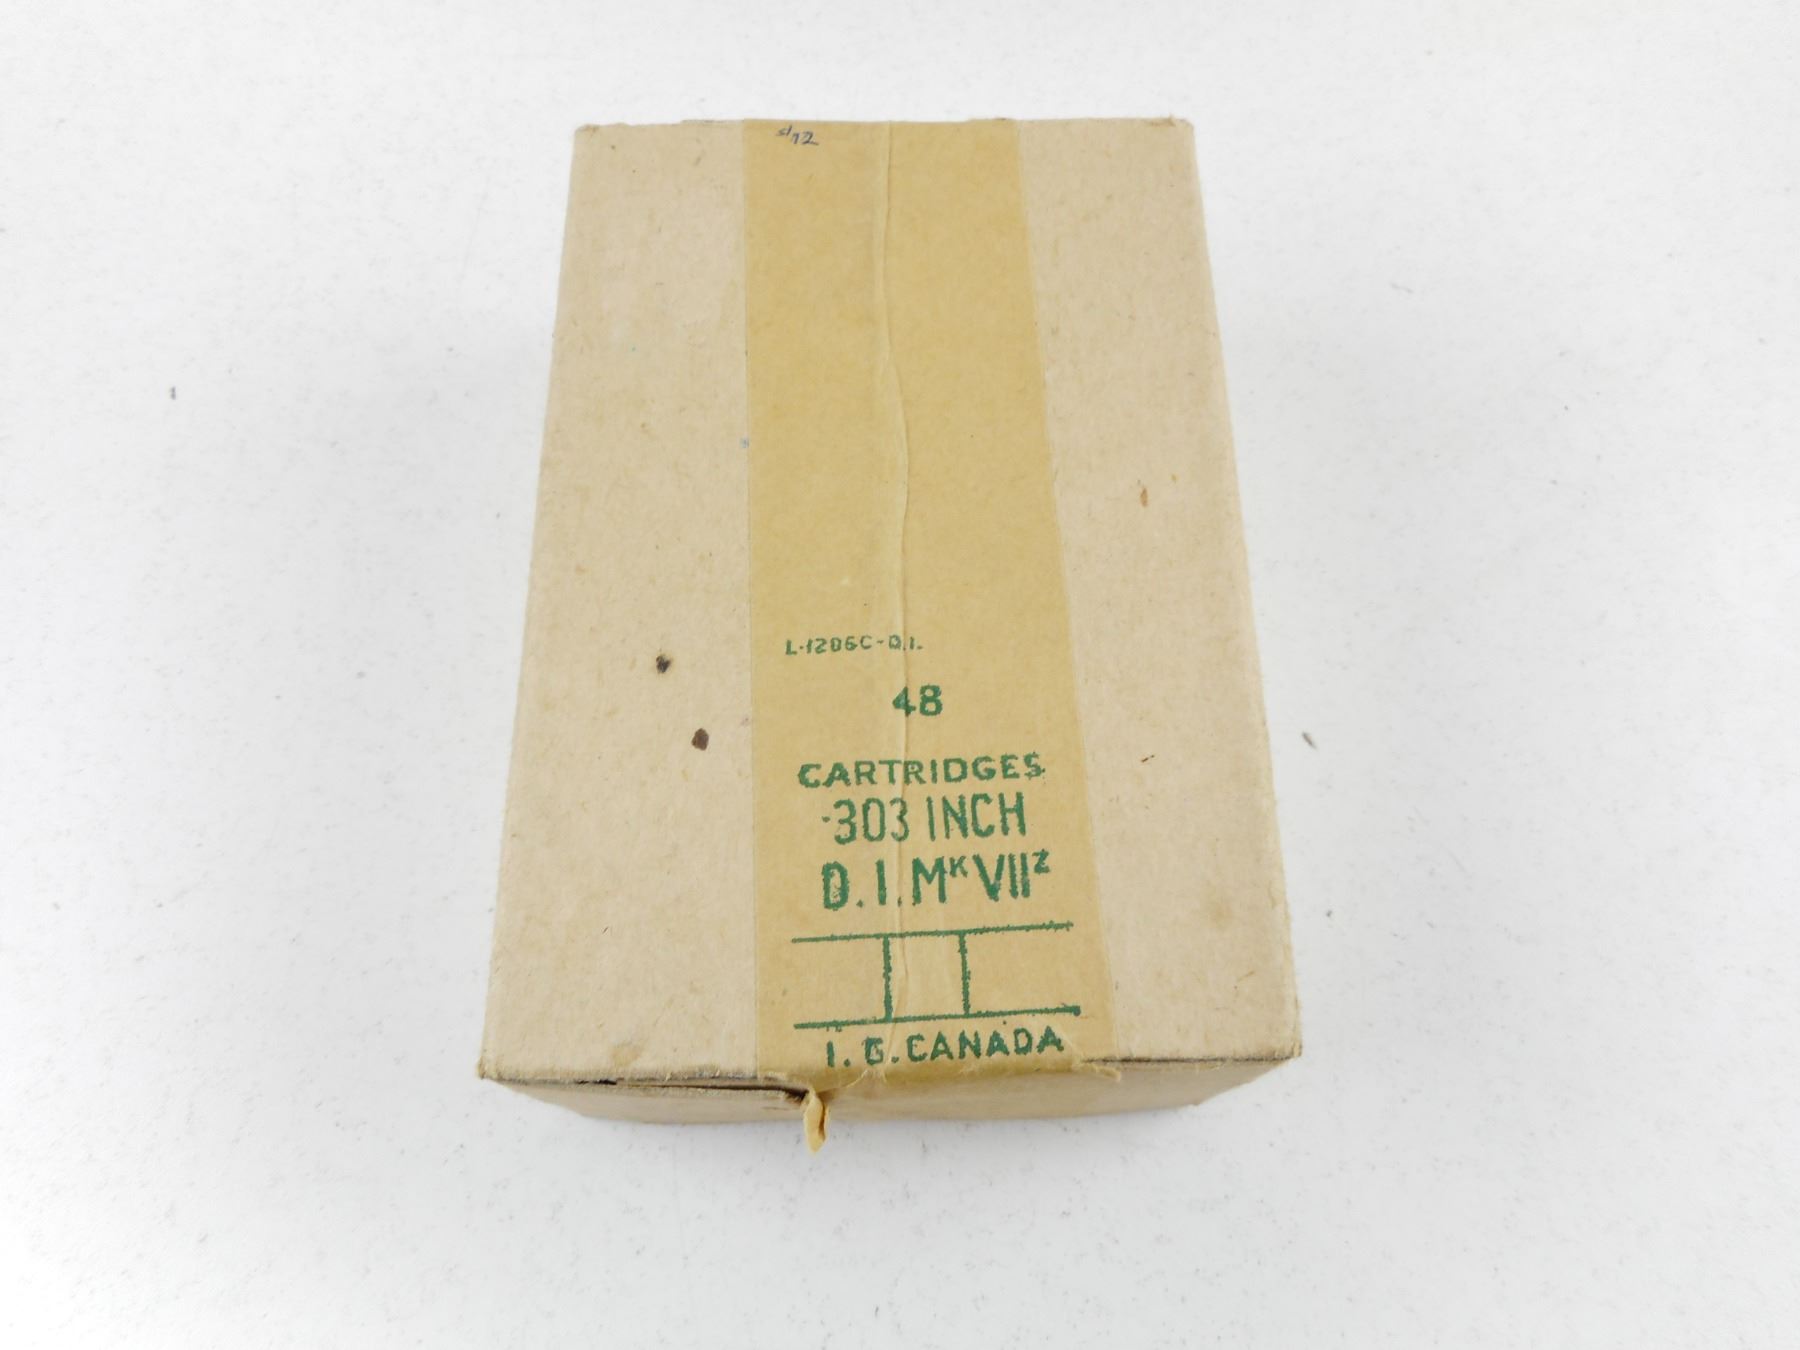 L-1206C-D.I.
48
CARTRIDGES
·303 INCH
D.I. Mᴷ VIIᶻ
I.G. CANADA